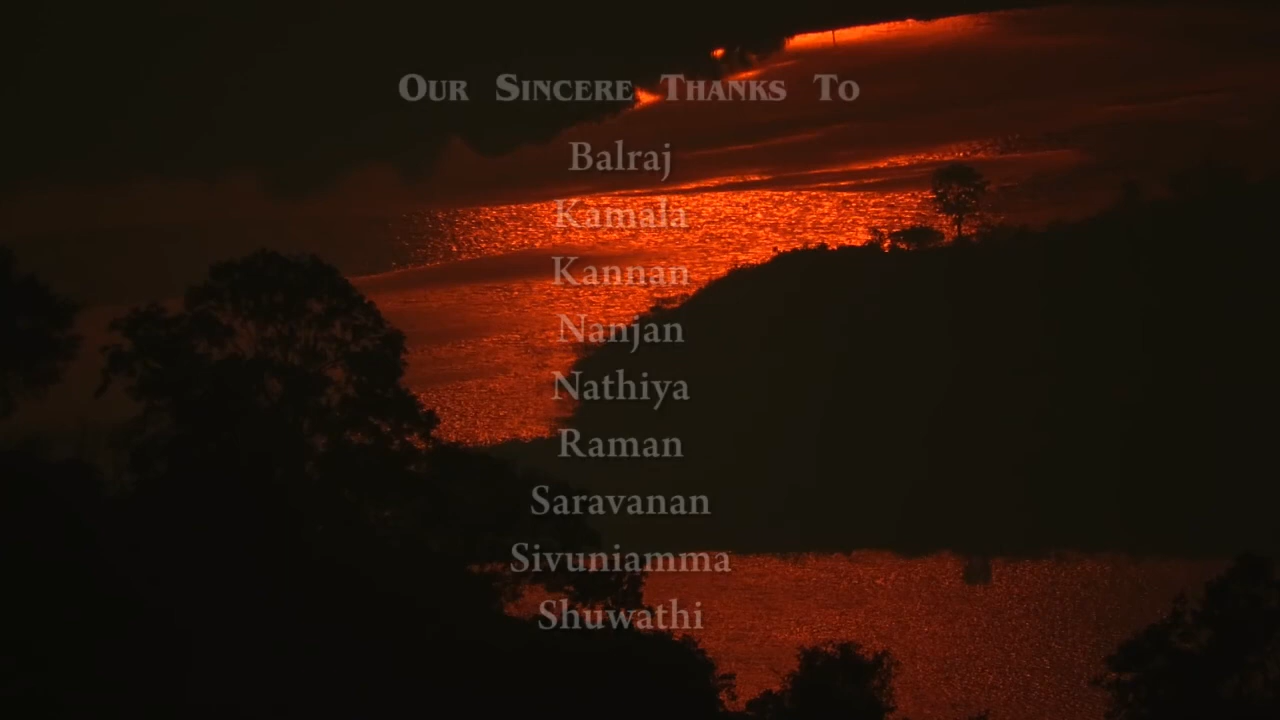 Our Sincere Thanks To
Balraj
Kamala
Kannan
Nanjan
Nathiya
Raman
Saravanan
Sivuniamma
Shuwathi